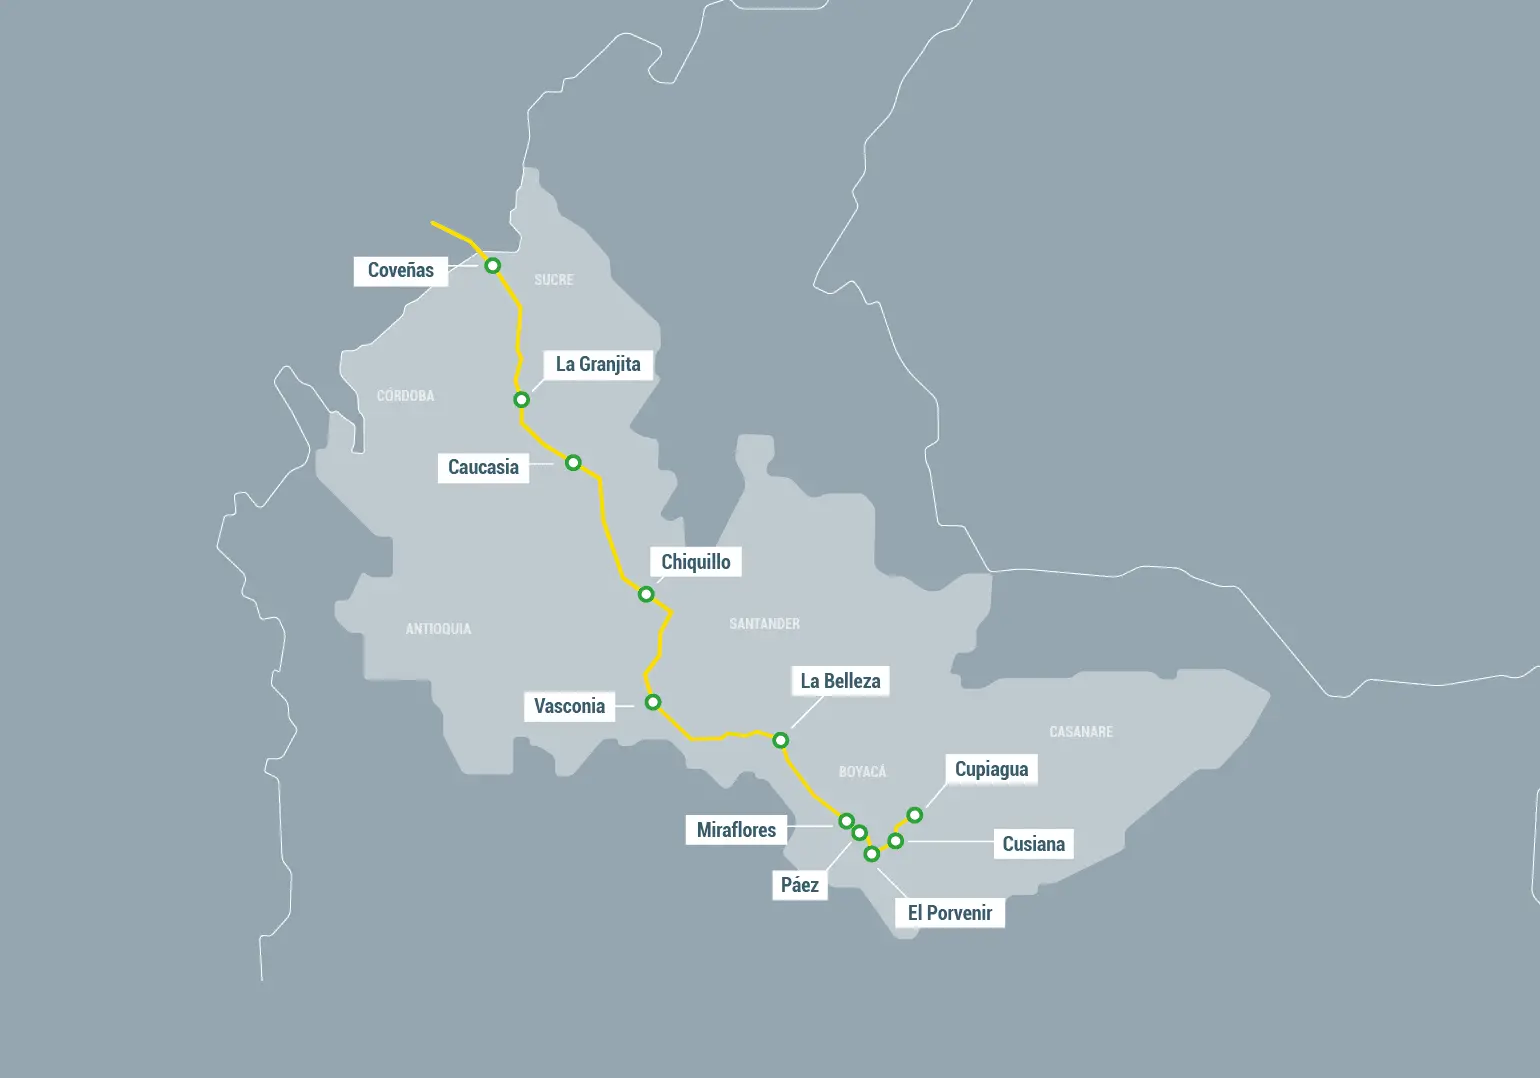 Coveñas
SUCRE
La Granjita
CÓRDOBA
Caucasia
Chiquillo
ANTIOQUIA
SANTANDER
La Belleza
Vasconia
CASANARE
BOYACÁ
Cupiagua
Miraflores
Cusiana
Páez
El Porvenir